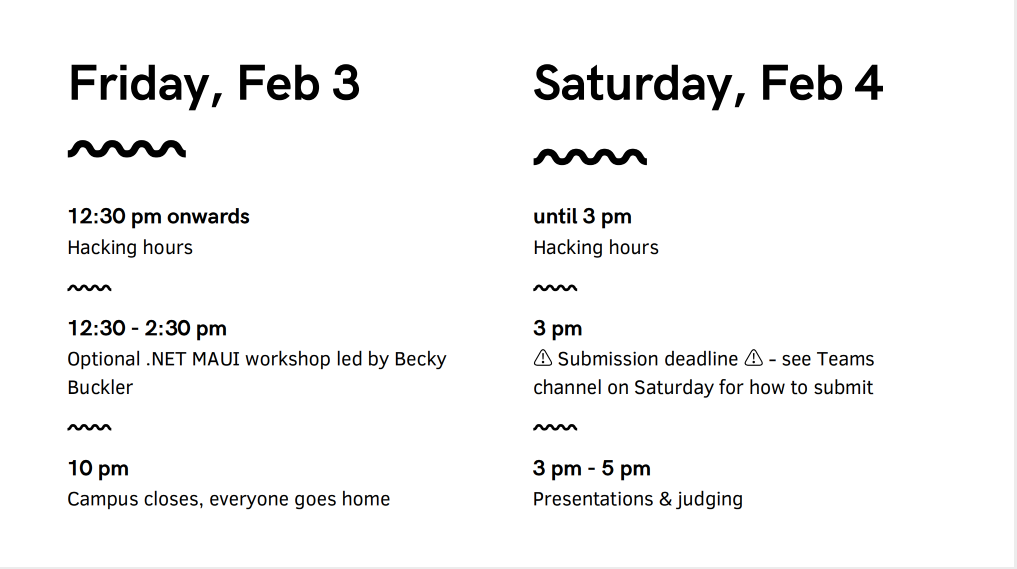 Friday, Feb 3
12:30 pm onwards
Hacking hours
12:30 - 2:30 pm
Optional .NET MAUI workshop led by Becky
Buckler
10 pm
Campus closes, everyone goes home
Saturday, Feb 4
until 3 pm
Hacking hours
3 pm
⚠ Submission deadline ⚠ - see Teams
channel on Saturday for how to submit
3 pm - 5 pm
Presentations & judging